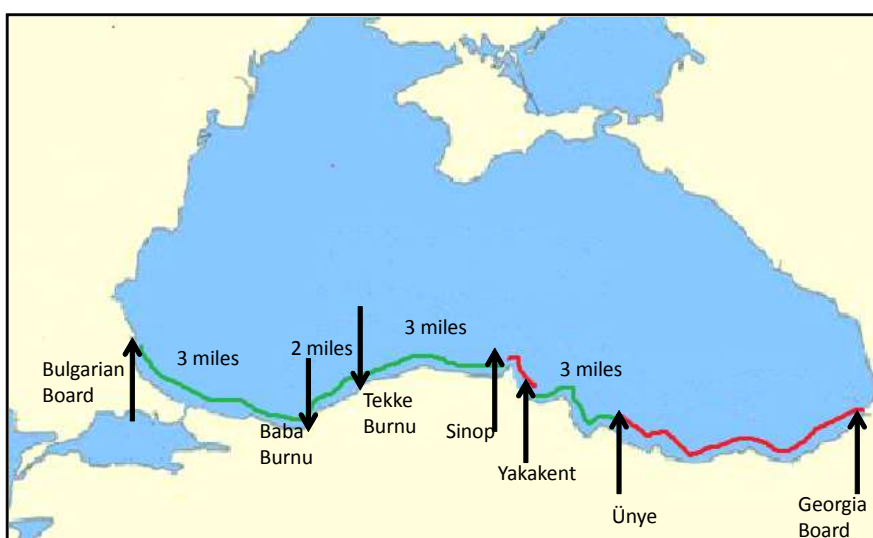 3 miles
2 miles
3 miles
3 miles
Bulgarian
Board
Baba
Burnu
Tekke
Burnu
Sinop
Yakakent
Ünye
Georgia
Board